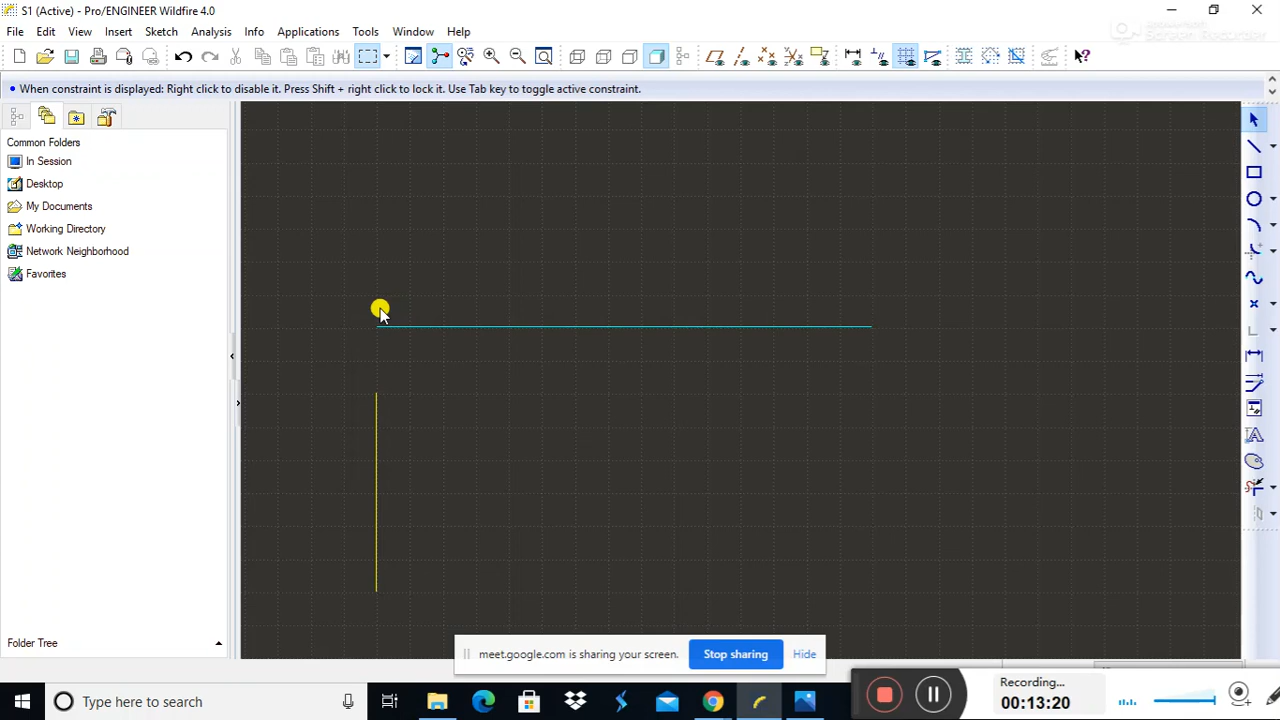 S1 (Active) - Pro/ENGINEER Wildfire 4.0
File Edit View Insert Sketch Analysis Info Applications Tools Window Help
When constraint is displayed: Right click to disable it. Press Shift + right click to lock it. Use Tab key to toggle active constraint.
Common Folders
In Session
Desktop
My Documents
Working Directory
Network Neighborhood
Favorites
Folder Tree
meet.google.com is sharing your screen. Stop sharing Hide
Type here to search
Recording...
00:13:20